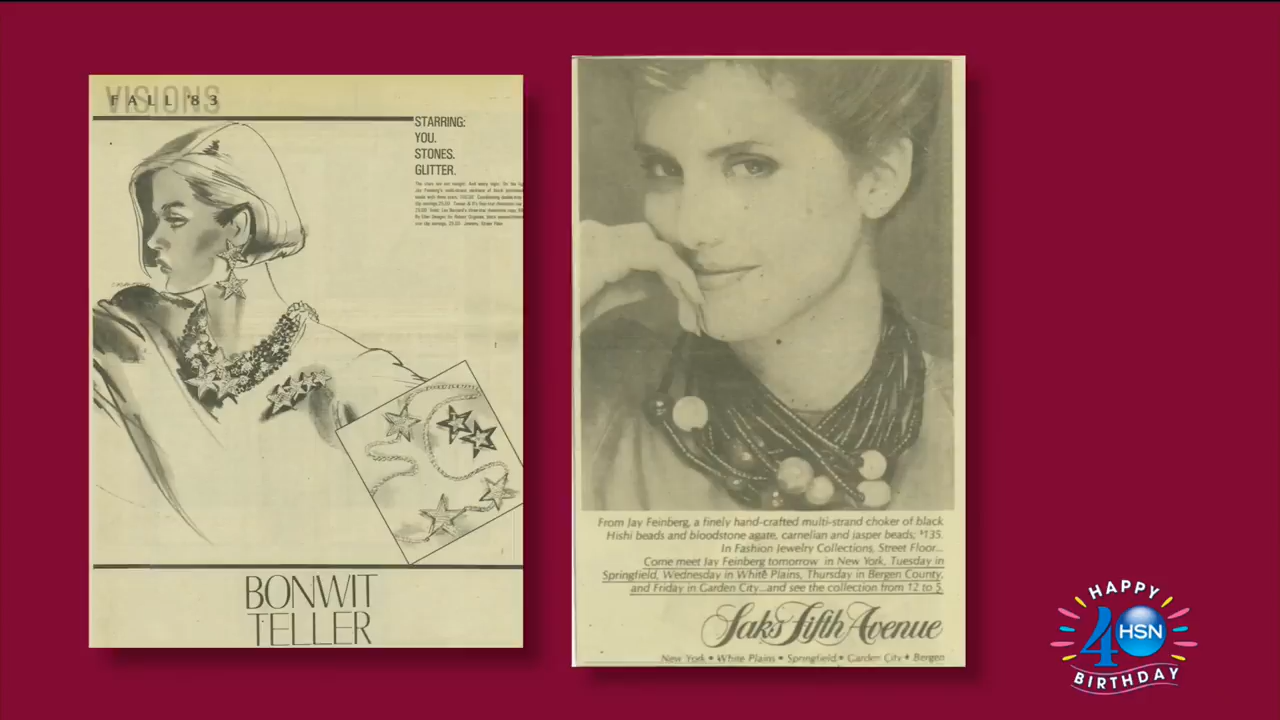 VISIONS
FALL '83
STARRING:
YOU.
STONES.
GLITTER.
BONWIT
TELLER
From Jay Feinberg, a finely hand-crafted multi-strand choker of black
Hishi beads and bloodstone agate, carnelian and jasper beads; $135.
In Fashion Jewelry Collections, Street Floor...
Come meet Jay Feinberg tomorrow in New York, Tuesday in
Springfield, Wednesday in White Plains, Thursday in Bergen County,
and Friday in Garden City...and see the collection from 12 to 5.
Saks Fifth Avenue
New York • White Plains • Springfield • Garden City • Bergen
HAPPY
40 HSN
BIRTHDAY